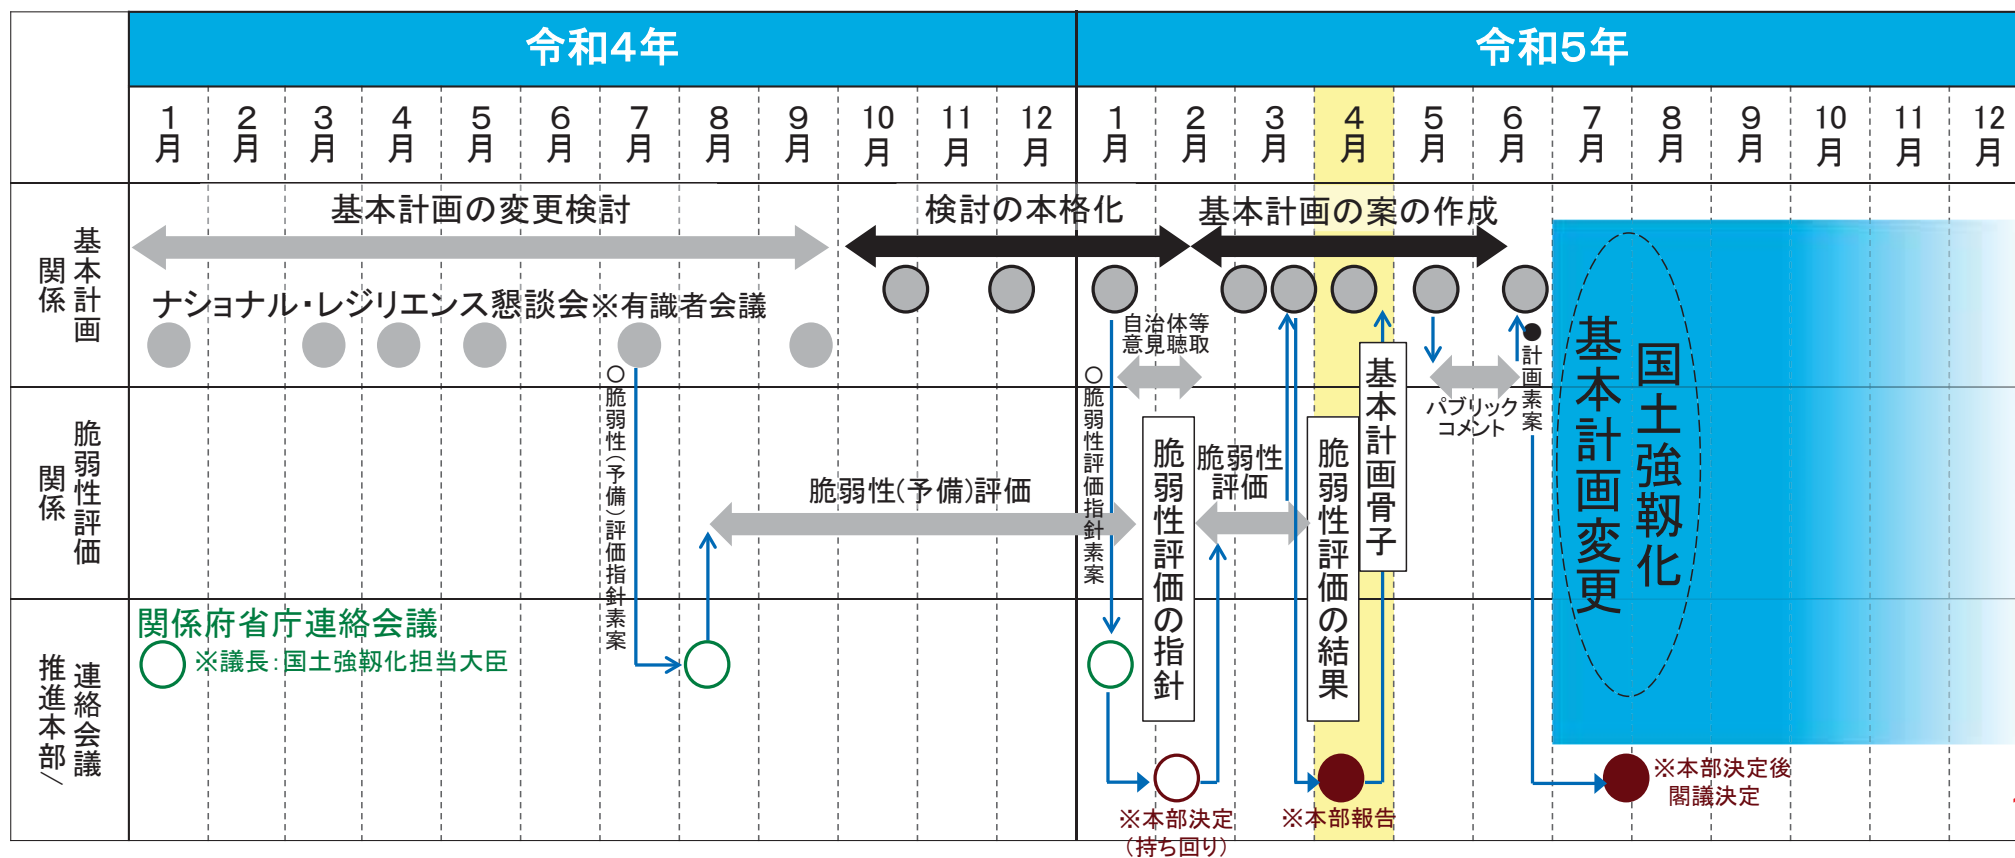 令和4年
令和5年
1月
2月
3月
4月
5月
6月
7月
8月
9月
10月
11月
12月
1月
2月
3月
4月
5月
6月
7月
8月
9月
10月
11月
12月
基本計画
関係
基本計画の変更検討
検討の本格化
基本計画の案の作成
ナショナル・レジリエンス懇談会※有識者会議
自治体等
意見聴取
パブリック
コメント
●計画素案
○脆弱性(予備)評価指針素案
○脆弱性評価指針素案
基本計画骨子
国土強靱化
基本計画変更
脆弱性評価
関係
脆弱性(予備)評価
脆弱性評価の指針
脆弱性
評価
脆弱性評価の結果
連絡会議
推進本部/
関係府省庁連絡会議
※議長:国土強靱化担当大臣
※本部決定
(持ち回り)
※本部報告
※本部決定後
閣議決定